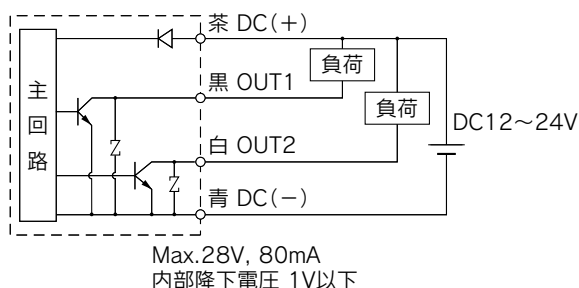 茶 DC(+)
負荷
主回路
黒 OUT1
負荷
DC12～24V
白 OUT2
青 DC(−)
Max.28V, 80mA
内部降下電圧 1V以下